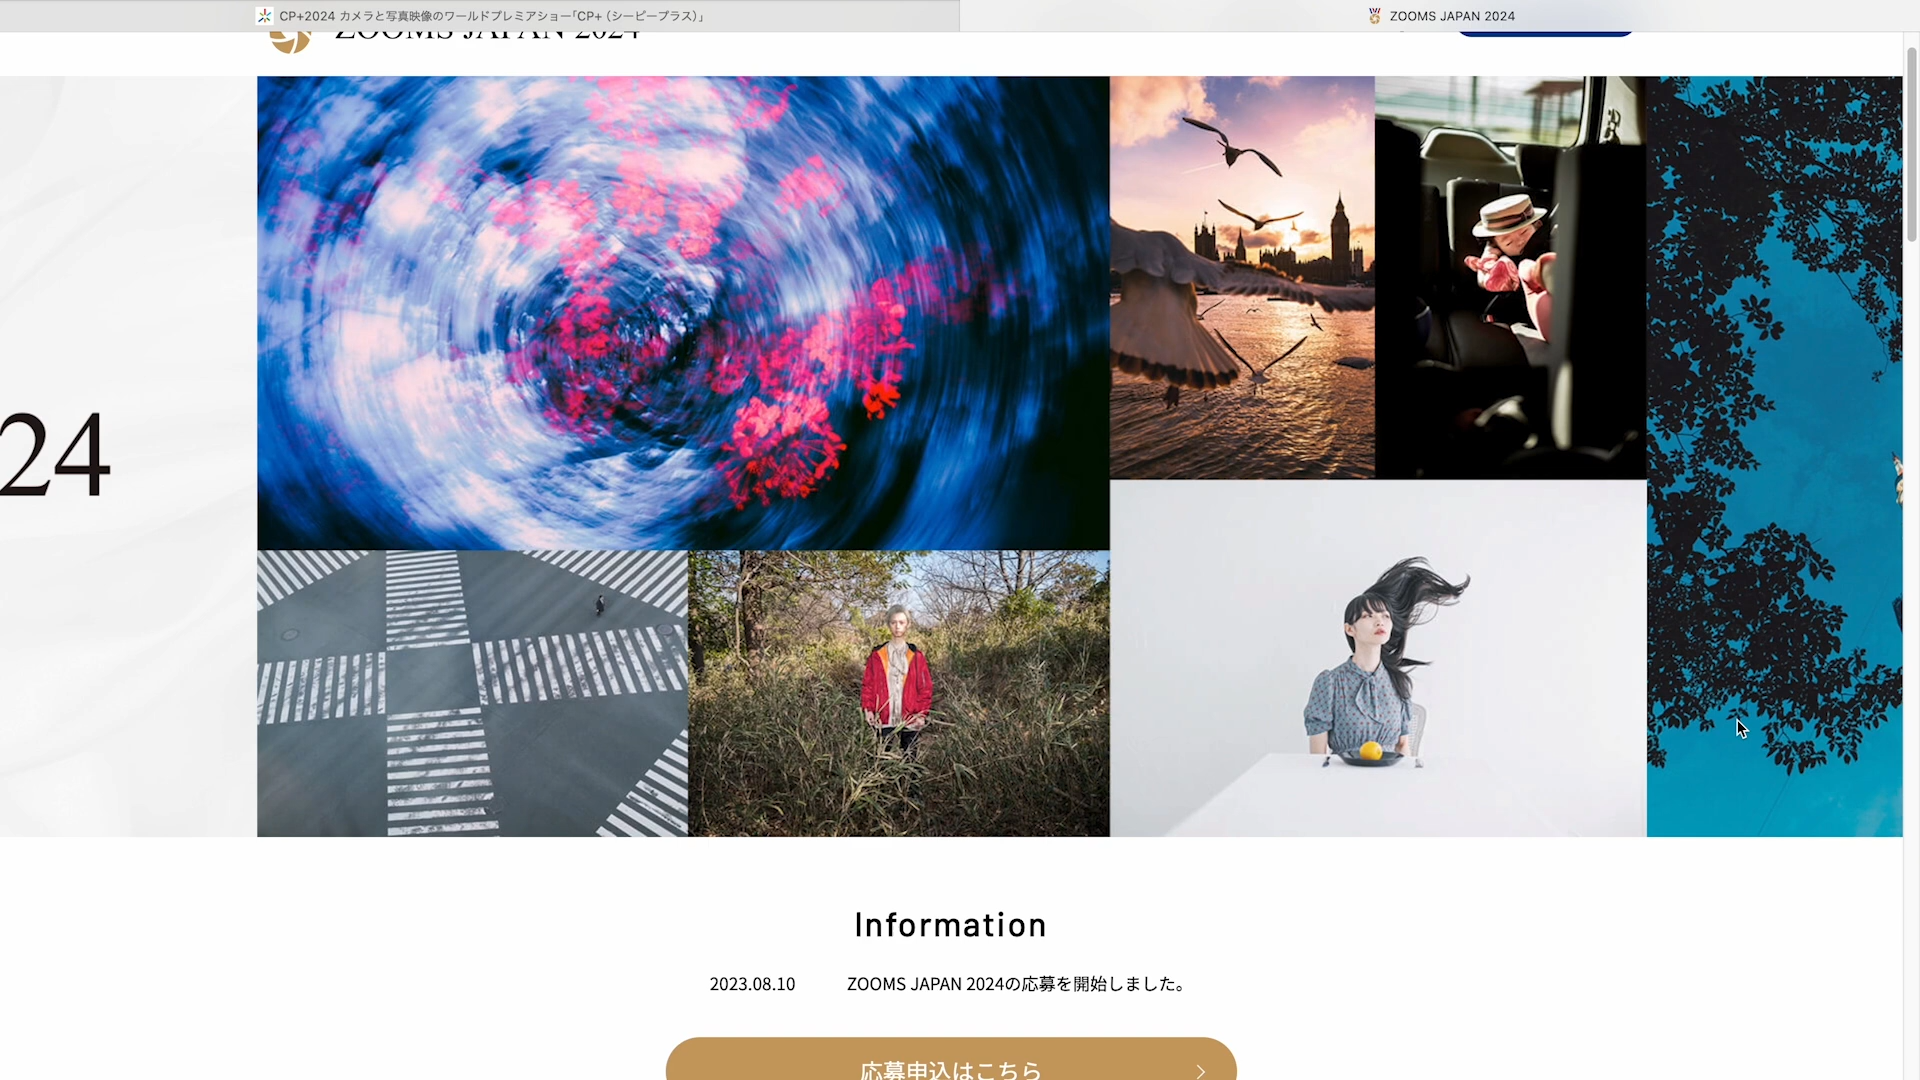 CP+2024 カメラと写真映像のワールドプレミアショー「CP+（シーピープラス）」
ZOOMS JAPAN 2024
ZOOMS JAPAN 2024
24
Information
2023.08.10 ZOOMS JAPAN 2024の応募を開始しました。
応募申込はこちら